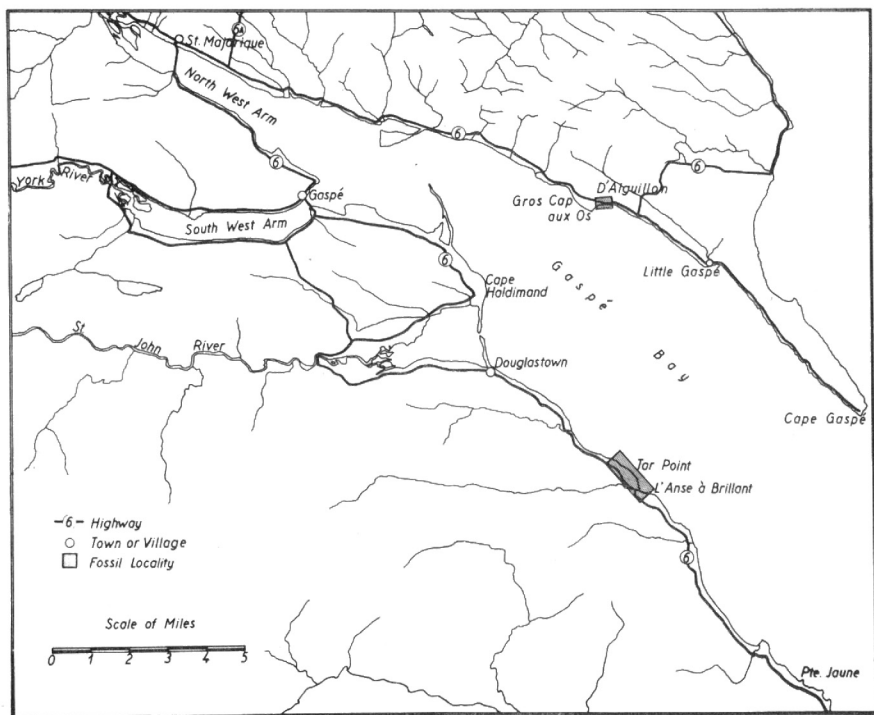 6A
St. Majorique
North West Arm
6
6
York River
Gaspé
South West Arm
D'Aiguillon
Gros Cap
aux Os
6
6
Little Gaspé
Cape
Haldimand
Gaspé
Bay
St John River
Douglastown
Cape Gaspé
Tar Point
L'Anse à Brillant
6
Pte. Jaune
6 Highway
Town or Village
Fossil Locality
Scale of Miles
0 1 2 3 4 5